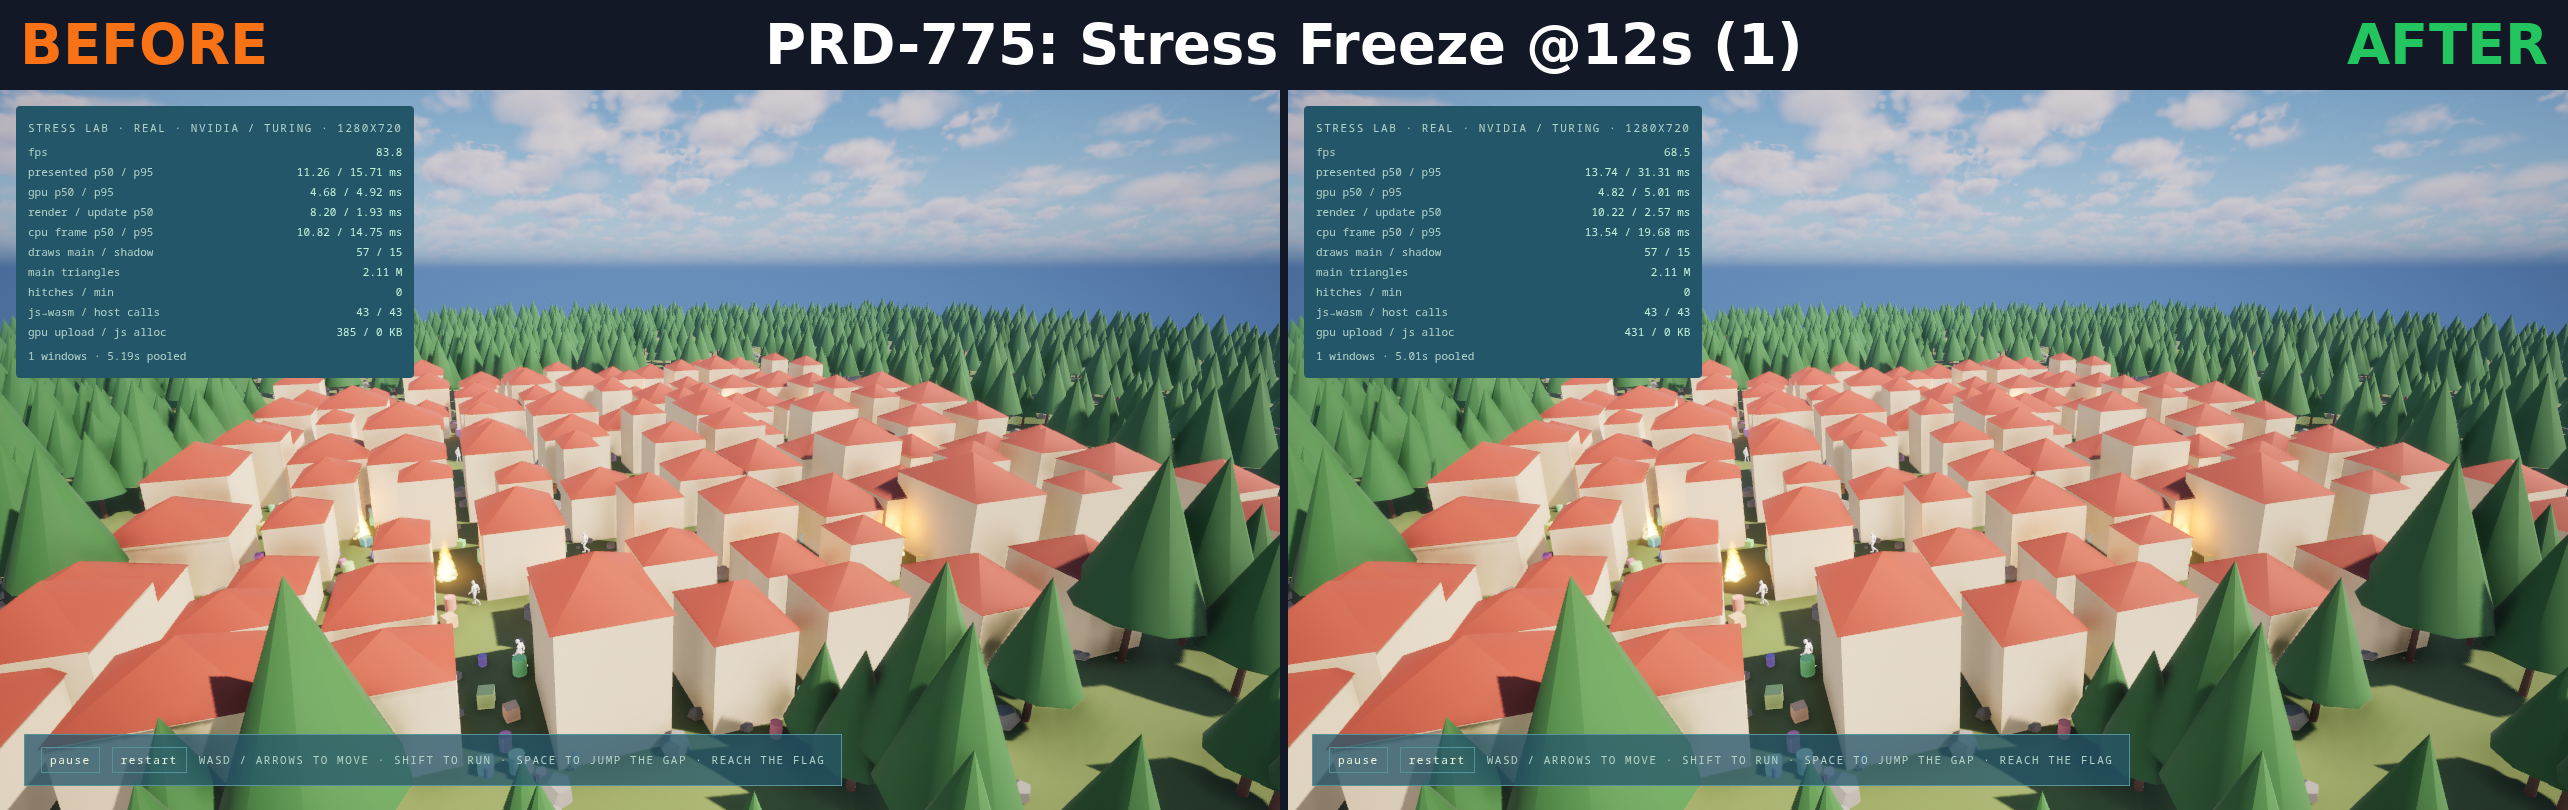 BEFORE PRD-775: Stress Freeze @12s (1) AFTER
STRESS LAB · REAL · NVIDIA / TURING · 1280X720
fps 83.8
presented p50 / p95 11.26 / 15.71 ms
gpu p50 / p95 4.68 / 4.92 ms
render / update p50 8.20 / 1.93 ms
cpu frame p50 / p95 10.82 / 14.75 ms
draws main / shadow 57 / 15
main triangles 2.11 M
hitches / min 0
js→wasm / host calls 43 / 43
gpu upload / js alloc 385 / 0 KB
1 windows · 5.19s pooled
pause restart WASD / ARROWS TO MOVE · SHIFT TO RUN · SPACE TO JUMP THE GAP · REACH THE FLAG
STRESS LAB · REAL · NVIDIA / TURING · 1280X720
fps 68.5
presented p50 / p95 13.74 / 31.31 ms
gpu p50 / p95 4.82 / 5.01 ms
render / update p50 10.22 / 2.57 ms
cpu frame p50 / p95 13.54 / 19.68 ms
draws main / shadow 57 / 15
main triangles 2.11 M
hitches / min 0
js→wasm / host calls 43 / 43
gpu upload / js alloc 431 / 0 KB
1 windows · 5.01s pooled
pause restart WASD / ARROWS TO MOVE · SHIFT TO RUN · SPACE TO JUMP THE GAP · REACH THE FLAG